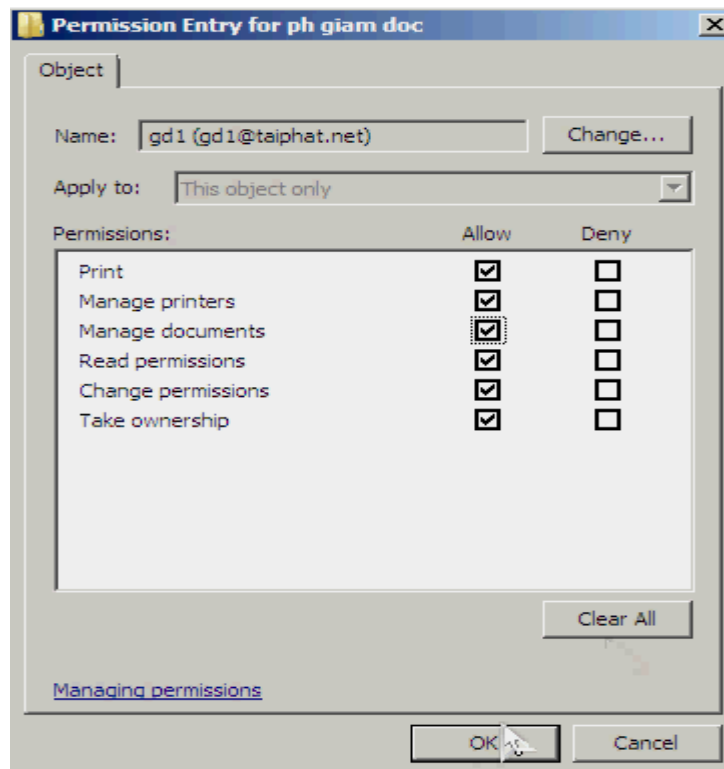 Permission Entry for ph giam doc
Object
Name: gd1 (gd1@taiphat.net) Change...
Apply to: This object only
Permissions: Allow Deny
Print
Manage printers
Manage documents
Read permissions
Change permissions
Take ownership
Clear All
Managing permissions
OK Cancel